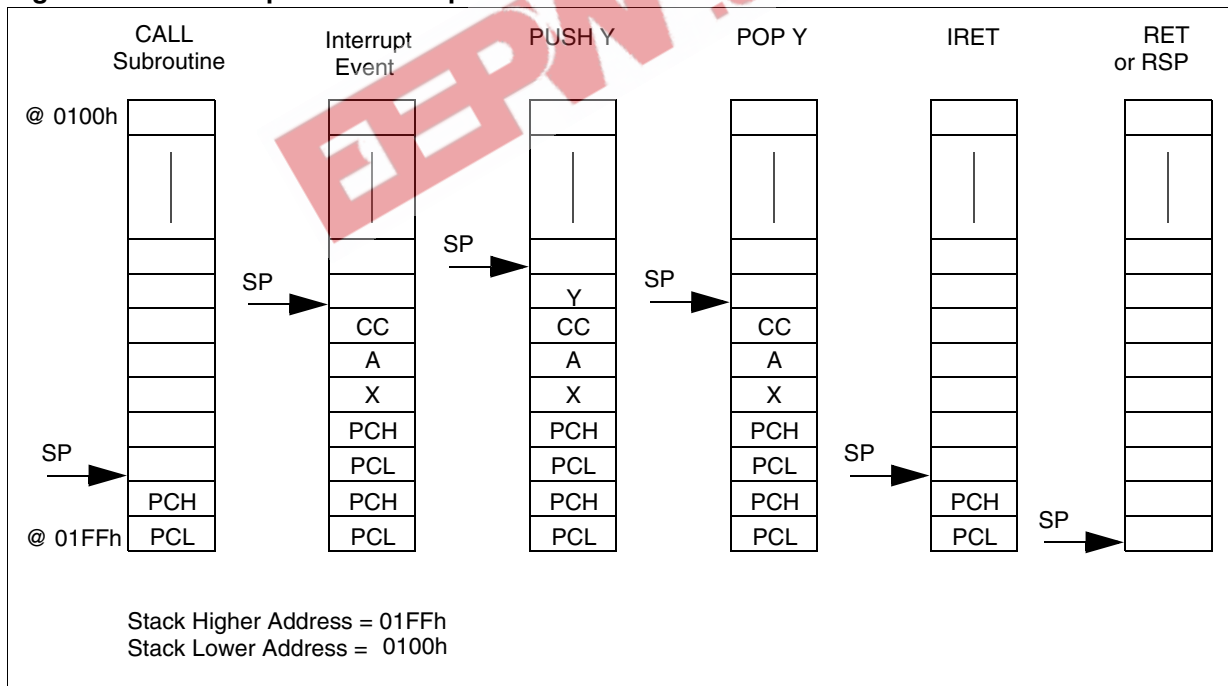 CALL
Subroutine
Interrupt
Event
PUSH Y
POP Y
IRET
RET
or RSP
@ 0100h
SP
SP
SP
Y
CC
CC
CC
A
A
A
X
X
X
PCH
PCH
PCH
SP
SP
PCL
PCL
PCL
PCH
PCH
PCH
PCH
PCH
SP
@ 01FFh
PCL
PCL
PCL
PCL
PCL
Stack Higher Address = 01FFh
Stack Lower Address = 0100h
EEPW